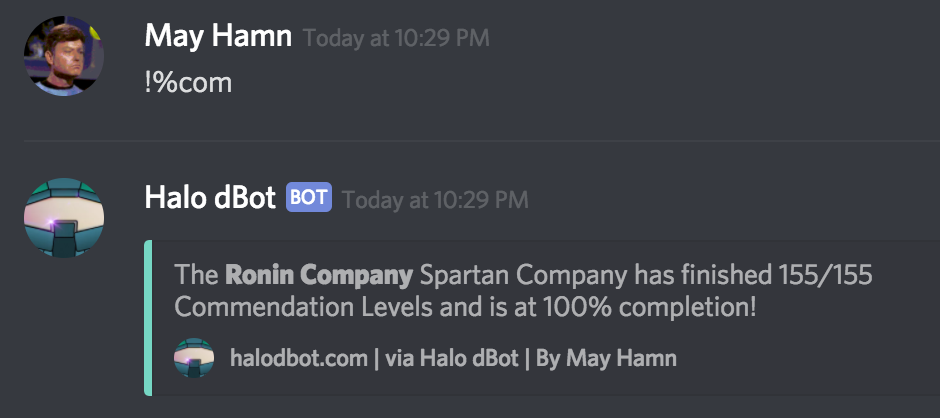 May Hamn Today at 10:29 PM
!%com
Halo dBot BOT Today at 10:29 PM
The Ronin Company Spartan Company has finished 155/155
Commendation Levels and is at 100% completion!
halodbot.com | via Halo dBot | By May Hamn